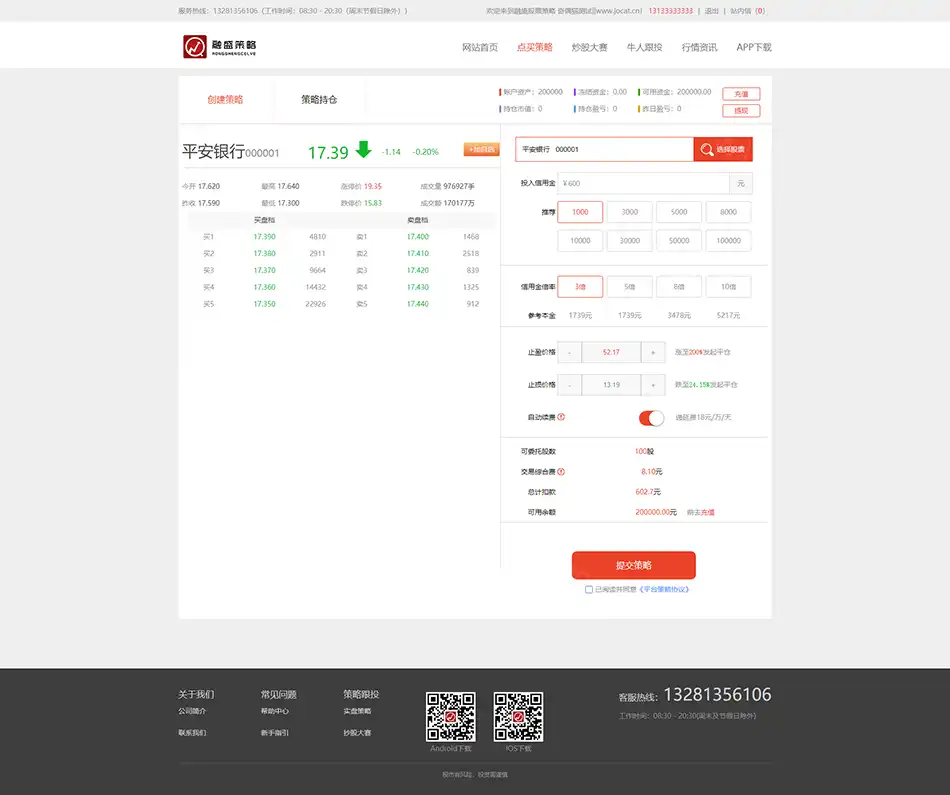 服务热线：13281356106（工作时间：08:30 - 20:30（周末节假日除外））
欢迎来到融盛股票策略 | 退出 | 站内信（0）
13133333333
融盛策略
RONGSHENGCELVE
网站首页 点买策略 炒股大赛 牛人跟投 行情资讯 APP下载
创建策略 策略持仓
账户资产：200000 冻结资金：0.00 可用资金：200000.00 充值
持仓市值：0 持仓盈亏：0 昨日盈亏：0 提现
平安银行000001 17.39 -1.14 -0.20% +加自选
今开 17.620 最高 17.640 涨停价 19.35 成交量 976927手
昨收 17.590 最低 17.300 跌停价 15.83 成交额 170177万
买盘档 卖盘档
买1 17.390 4810 卖1 17.400 1468
买2 17.380 2911 卖2 17.410 2518
买3 17.370 9664 卖3 17.420 839
买4 17.360 14432 卖4 17.430 1325
买5 17.350 22926 卖5 17.440 912
平安银行 000001 选择股票
投入信用金 ¥600 元
推荐 1000 3000 5000 8000
10000 30000 50000 100000
信用金倍率 3倍 5倍 8倍 10倍
参考本金 1739元 1739元 3478元 5217元
止盈价格 - 52.17 + 涨至200%发起平仓
止损价格 - 13.19 + 跌至24.15%发起平仓
自动续费 递延费18元/万/天
可委托股数 100股
交易综合费 8.10元
总计扣款 602.7元
可用余额 200000.00元 前去充值
提交策略
已阅读并同意《平台策略协议》
关于我们 常见问题 策略跟投
公司简介 帮助中心 实盘策略
联系我们 新手指引 炒股大赛
Android下载 IOS下载
客服热线：13281356106
工作时间：08:30 - 20:30(周末及节假日除外)
股市有风险，投资需谨慎